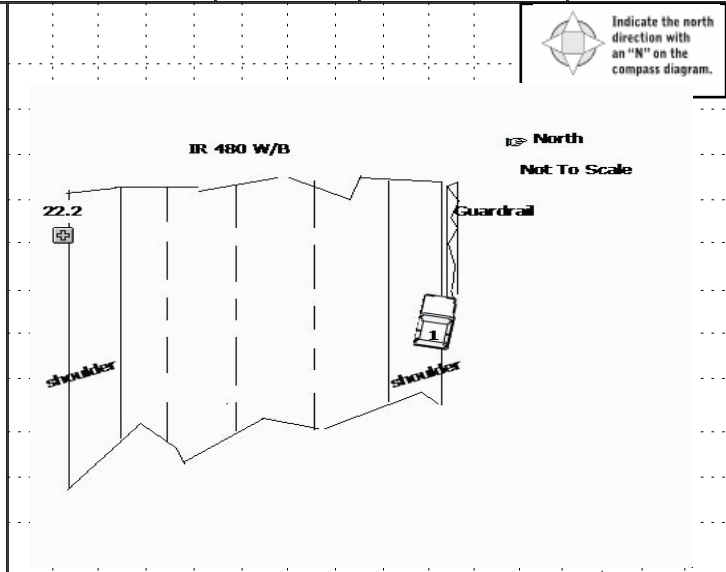 Indicate the north
direction with
an “N” on the
compass diagram.
IR 480 W/B
North
Not To Scale
22.2
Guardrail
1
shoulder
shoulder